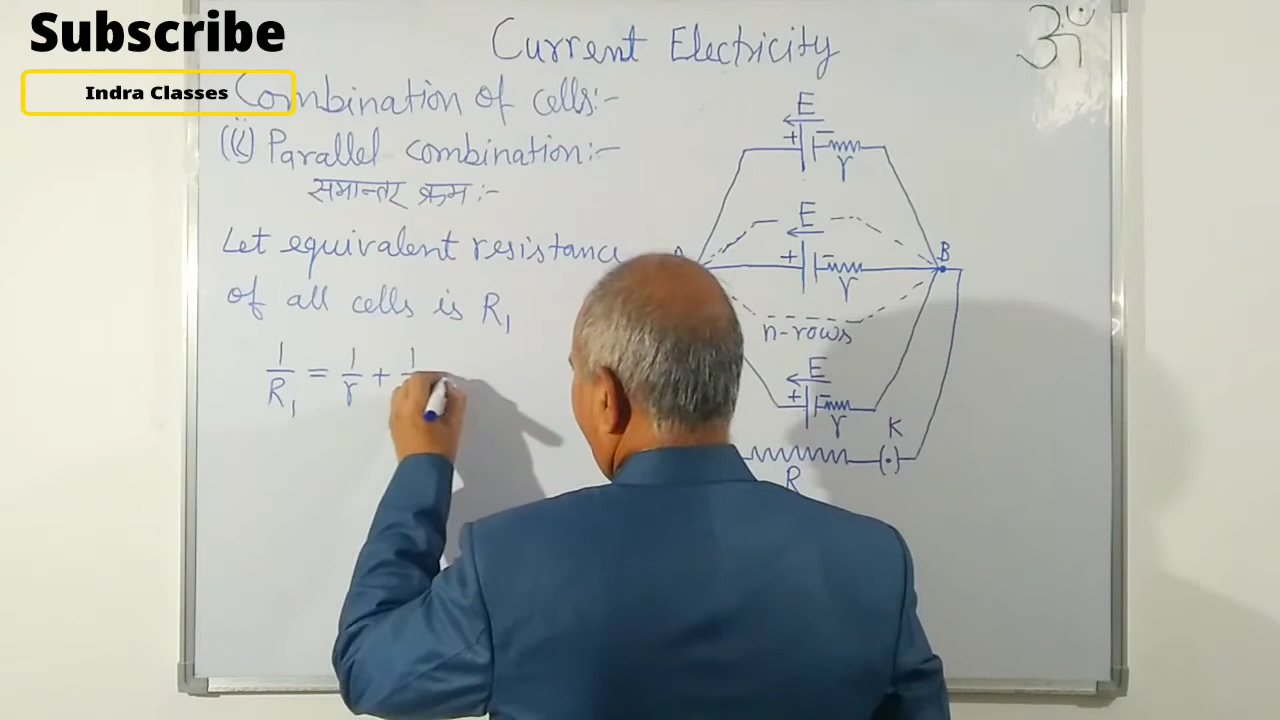 Subscribe
Indra Classes
Current Electricity
ॐ
Combination of cells:-
Parallel combination:-
समान्तर क्रम:-
Let equivalent resistance
of all cells is R₁
1/R₁ = 1/r + 1
E
+ -
r
E
+ -
r
B
n-rows
E
+ -
r
K
R